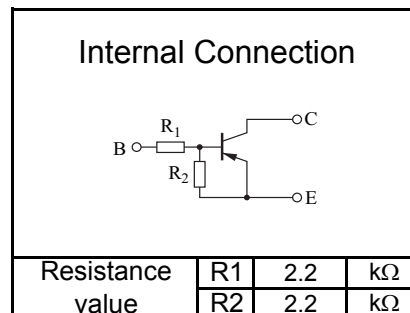 Internal Connection
C
R1
B
R2
E
Resistance value R1 2.2 kΩ
R2 2.2 kΩ